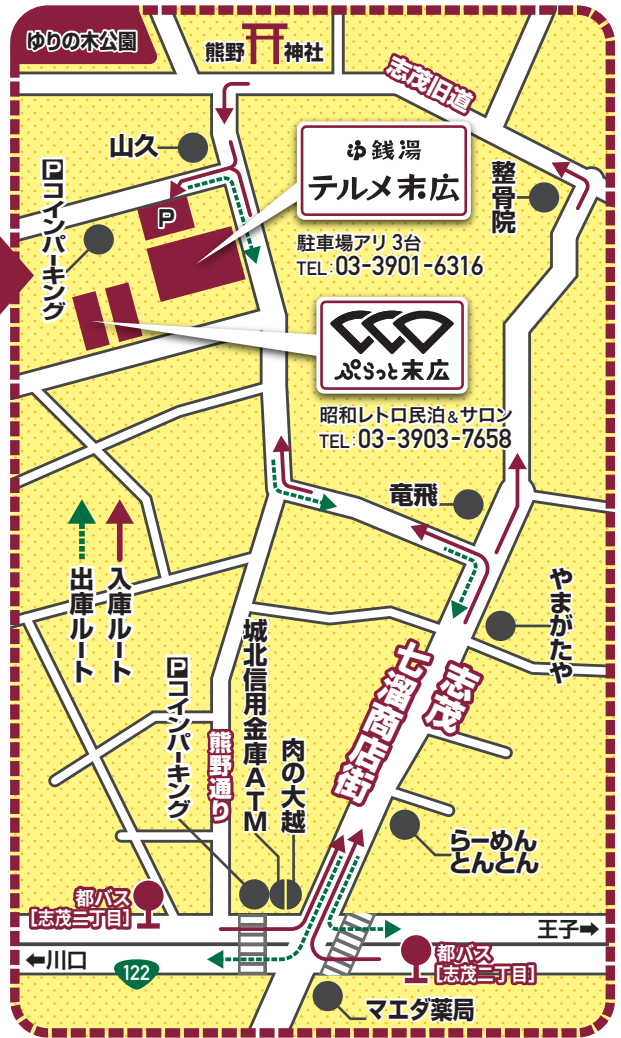 ゆりの木公園
熊野
神社
志茂旧道
山久
ゆ銭湯
テルメ末広
整骨院
P
Pコインパーキング
駐車場アリ 3台
TEL:03-3901-6316
ぷらっと末広
昭和レトロ民泊&サロン
TEL:03-3903-7658
竜飛
入庫ルート
出庫ルート
やまがたや
志茂
七溜商店街
城北信用金庫ATM
Pコインパーキング
熊野通り
肉の大越
らーめん
とんとん
都バス
[志茂二丁目]
王子➡
⬅川口
122
都バス
[志茂二丁目]
マエダ薬局